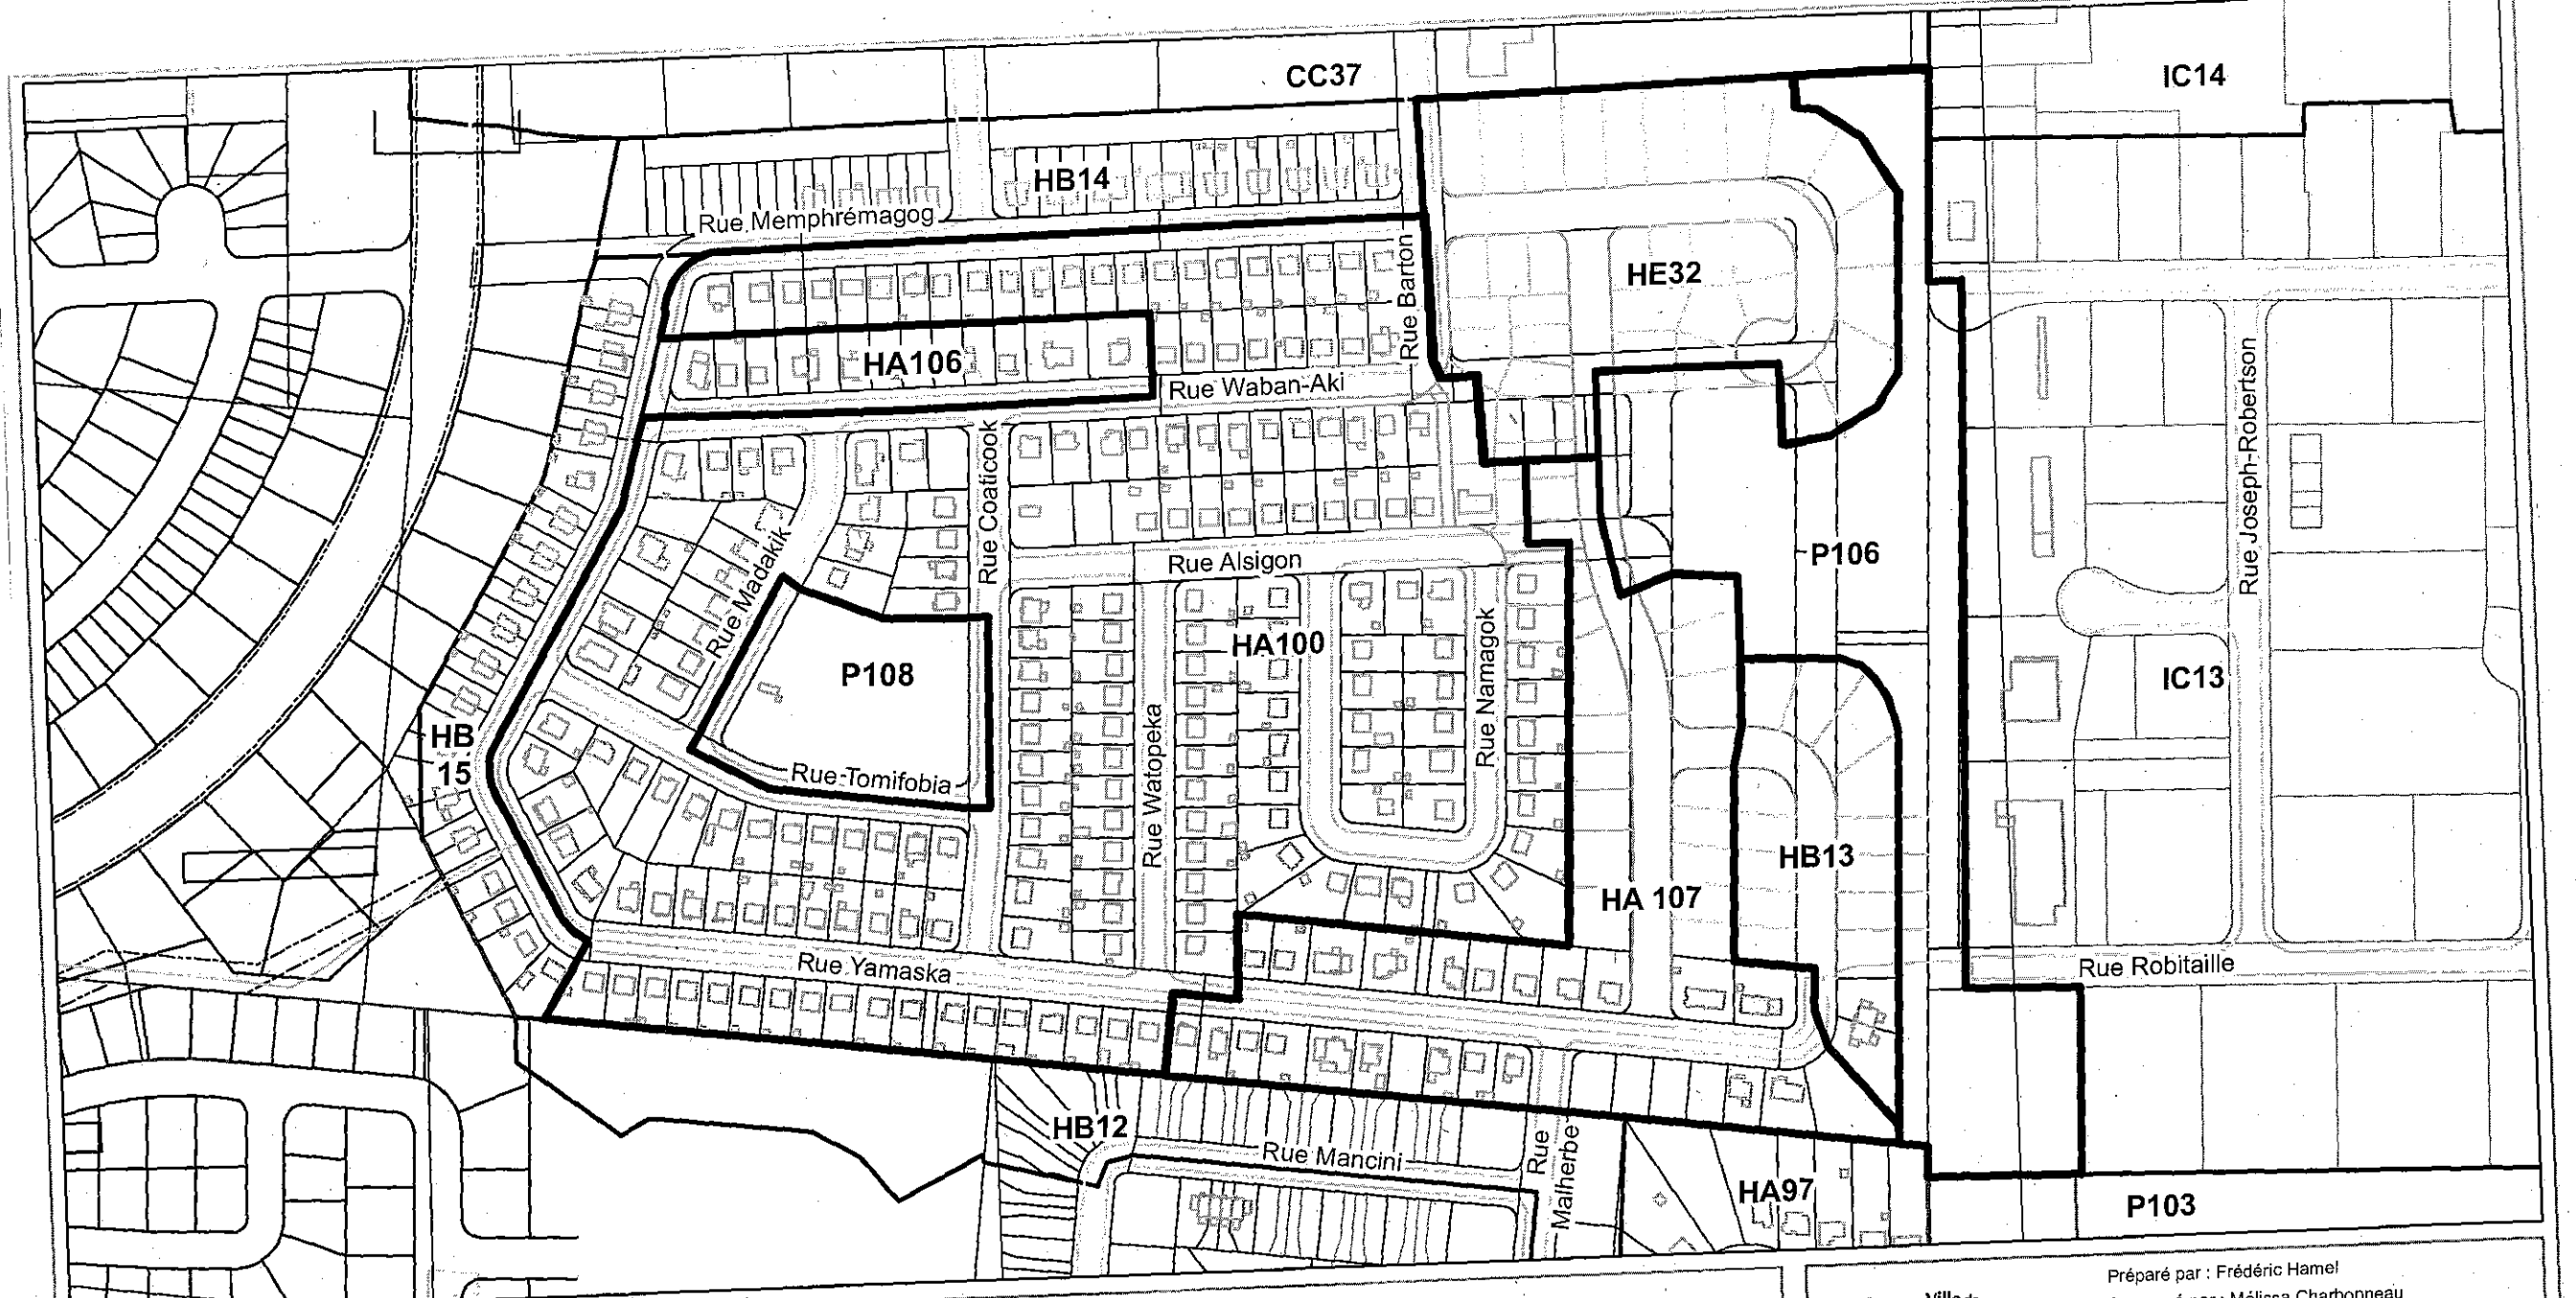 CC37
IC14
HB14
Rue Memphrémagog
Rue Barton
HE32
HA106
Rue Waban-Aki
Rue Coaticook
Rue Joseph-Robertson
Rue Madakik
Rue Alsigon
P106
HA100
Rue Namagok
P108
IC13
HB
15
Rue Tomifobia
Rue Watopeka
HB13
HA 107
Rue Yamaska
Rue Robitaille
HB12
Rue Mancini
Rue
Malherbe
HA97
P103
Préparé par : Frédéric Hamel
Mélissa Charbonneau